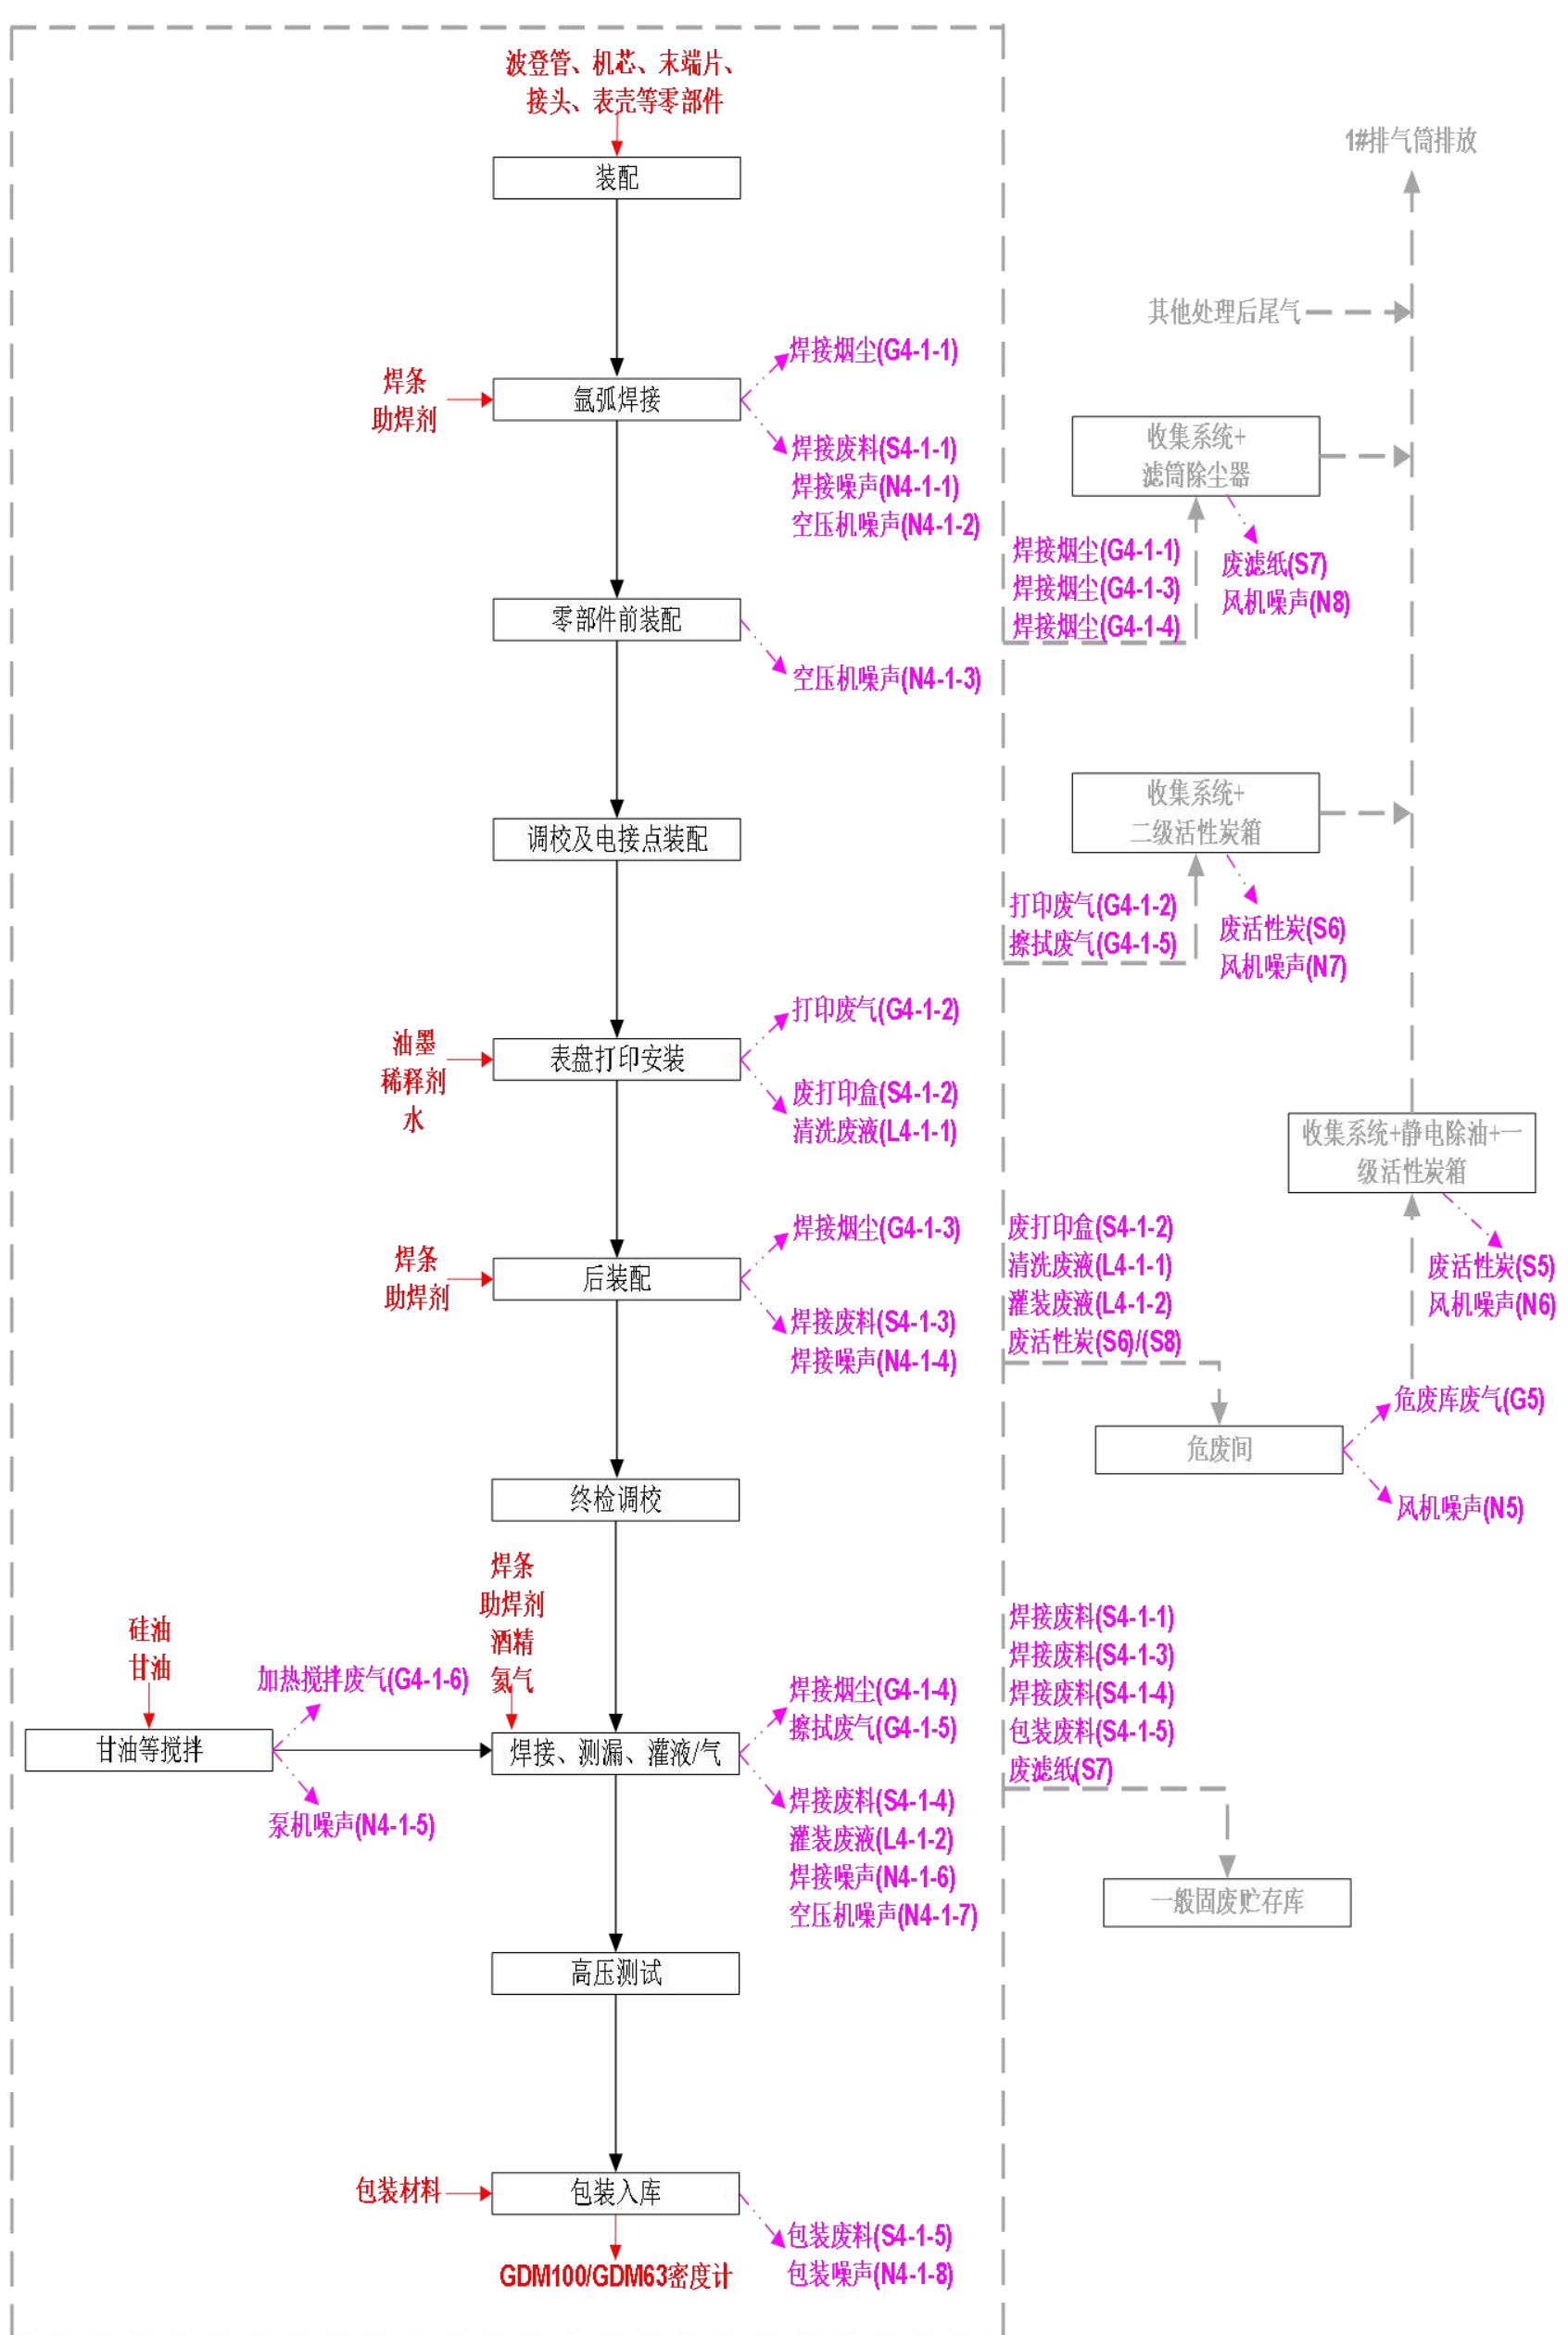 波登管、机芯、末端片、
接头、表壳等零部件
装配
焊条
助焊剂
氩弧焊接
焊接烟尘(G4-1-1)
焊接废料(S4-1-1)
焊接噪声(N4-1-1)
空压机噪声(N4-1-2)
零部件前装配
空压机噪声(N4-1-3)
调校及电接点装配
油墨
稀释剂
水
表盘打印安装
打印废气(G4-1-2)
废打印盒(S4-1-2)
清洗废液(L4-1-1)
焊条
助焊剂
后装配
焊接烟尘(G4-1-3)
焊接废料(S4-1-3)
焊接噪声(N4-1-4)
终检调校
硅油
甘油
甘油等搅拌
加热搅拌废气(G4-1-6)
泵机噪声(N4-1-5)
焊条
助焊剂
酒精
氦气
焊接、测漏、灌液/气
焊接烟尘(G4-1-4)
擦拭废气(G4-1-5)
焊接废料(S4-1-4)
灌装废液(L4-1-2)
焊接噪声(N4-1-6)
空压机噪声(N4-1-7)
高压测试
包装材料
包装入库
包装废料(S4-1-5)
包装噪声(N4-1-8)
GDM100/GDM63密度计
1#排气筒排放
其他处理后尾气
收集系统+
滤筒除尘器
焊接烟尘(G4-1-1)
焊接烟尘(G4-1-3)
焊接烟尘(G4-1-4)
废滤纸(S7)
风机噪声(N8)
收集系统+
二级活性炭箱
打印废气(G4-1-2)
擦拭废气(G4-1-5)
废活性炭(S6)
风机噪声(N7)
收集系统+静电除油+一
级活性炭箱
废活性炭(S5)
风机噪声(N6)
废打印盒(S4-1-2)
清洗废液(L4-1-1)
灌装废液(L4-1-2)
废活性炭(S6)/(S8)
危废间
危废库废气(G5)
风机噪声(N5)
焊接废料(S4-1-1)
焊接废料(S4-1-3)
焊接废料(S4-1-4)
包装废料(S4-1-5)
废滤纸(S7)
一般固废贮存库